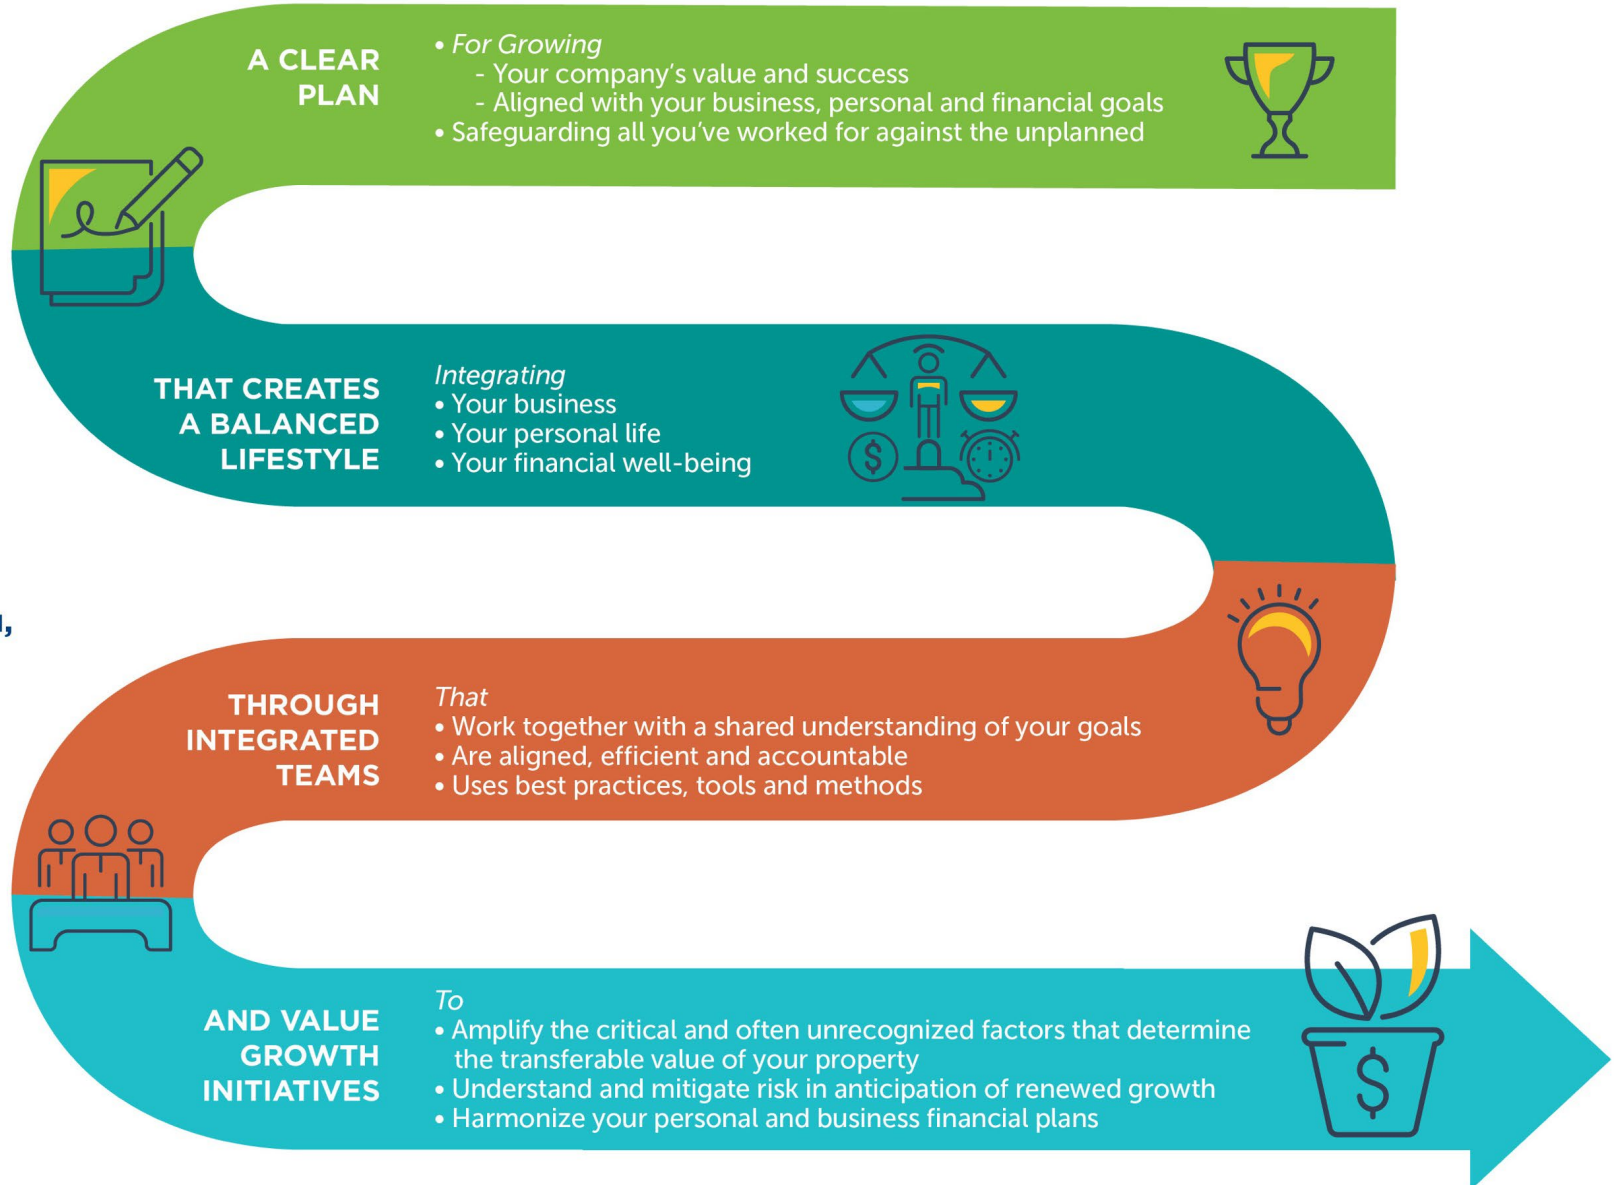 A CLEAR
PLAN
• For Growing
- Your company's value and success
- Aligned with your business, personal and financial goals
• Safeguarding all you've worked for against the unplanned
THAT CREATES
A BALANCED
LIFESTYLE
Integrating
• Your business
• Your personal life
• Your financial well-being
$
THROUGH
INTEGRATED
TEAMS
That
• Work together with a shared understanding of your goals
• Are aligned, efficient and accountable
• Uses best practices, tools and methods
AND VALUE
GROWTH
INITIATIVES
To
• Amplify the critical and often unrecognized factors that determine
the transferable value of your property
• Understand and mitigate risk in anticipation of renewed growth
• Harmonize your personal and business financial plans
$